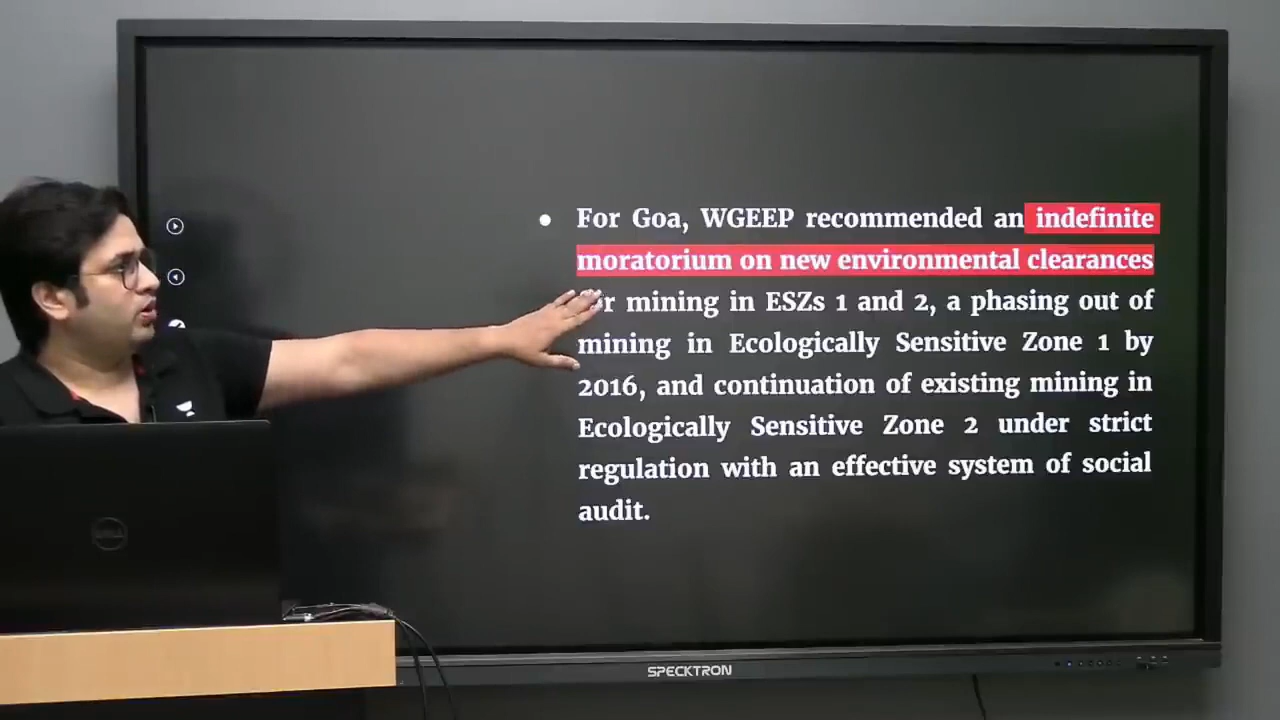 For Goa, WGEEP recommended an indefinite
moratorium on new environmental clearances
mining in ESZs 1 and 2, a phasing out of
mining in Ecologically Sensitive Zone 1 by
2016, and continuation of existing mining in
Ecologically Sensitive Zone 2 under strict
regulation with an effective system of social
audit.
DELL
SPECKTRON